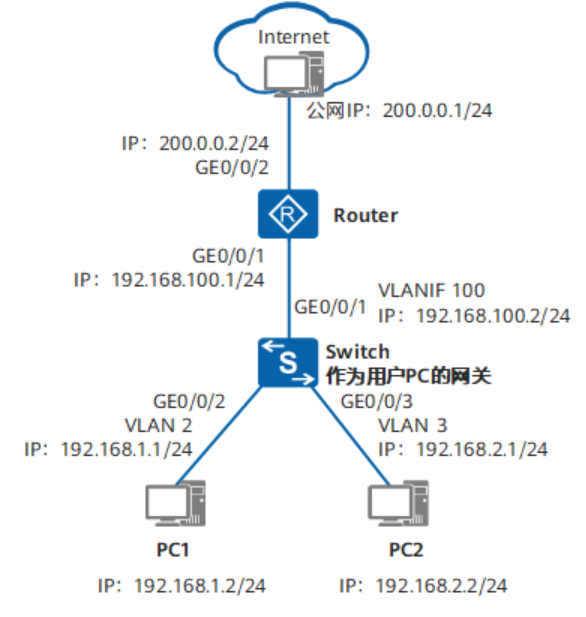 Internet
公网IP：200.0.0.1/24
IP：200.0.0.2/24
GE0/0/2
R
Router
GE0/0/1
IP：192.168.100.1/24
GE0/0/1
VLANIF 100
IP：192.168.100.2/24
S
Switch
作为用户PC的网关
GE0/0/2
VLAN 2
IP：192.168.1.1/24
GE0/0/3
VLAN 3
IP：192.168.2.1/24
PC1
PC2
IP：192.168.1.2/24
IP：192.168.2.2/24